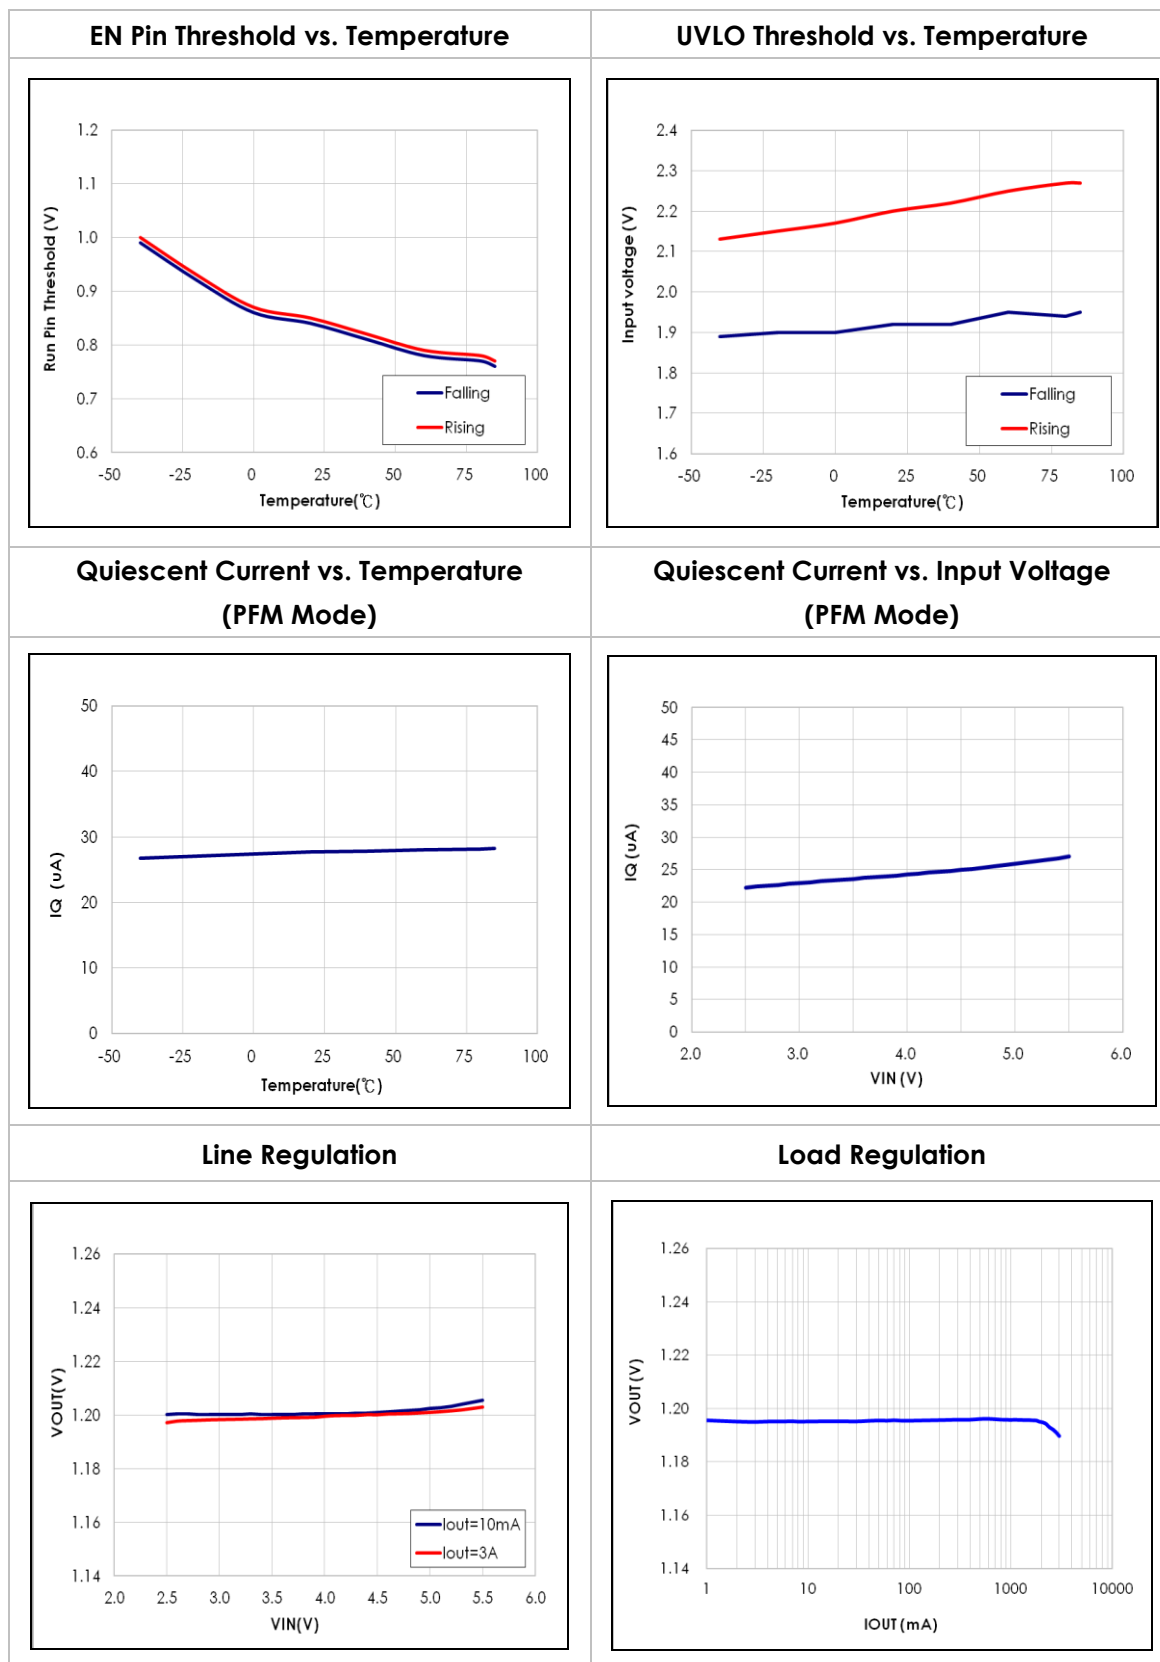 EN Pin Threshold vs. Temperature
UVLO Threshold vs. Temperature
1.2
1.1
1.0
0.9
0.8
0.7
0.6
Run Pin Threshold (V)
Falling
Rising
-50 -25 0 25 50 75 100
Temperature(℃)
2.4
2.3
2.2
2.1
2.0
1.9
1.8
1.7
1.6
Input voltage (V)
Falling
Rising
-50 -25 0 25 50 75 100
Temperature(℃)
Quiescent Current vs. Temperature
(PFM Mode)
Quiescent Current vs. Input Voltage
(PFM Mode)
50
40
30
20
10
0
IQ (uA)
-50 -25 0 25 50 75 100
Temperature(℃)
50
45
40
35
30
25
20
15
10
5
0
IQ (uA)
2.0 3.0 4.0 5.0 6.0
VIN (V)
Line Regulation
Load Regulation
1.26
1.24
1.22
1.20
1.18
1.16
1.14
VOUT(V)
Iout=10mA
Iout=3A
2.0 2.5 3.0 3.5 4.0 4.5 5.0 5.5 6.0
VIN(V)
1.26
1.24
1.22
1.20
1.18
1.16
1.14
VOUT (V)
1 10 100 1000 10000
IOUT (mA)